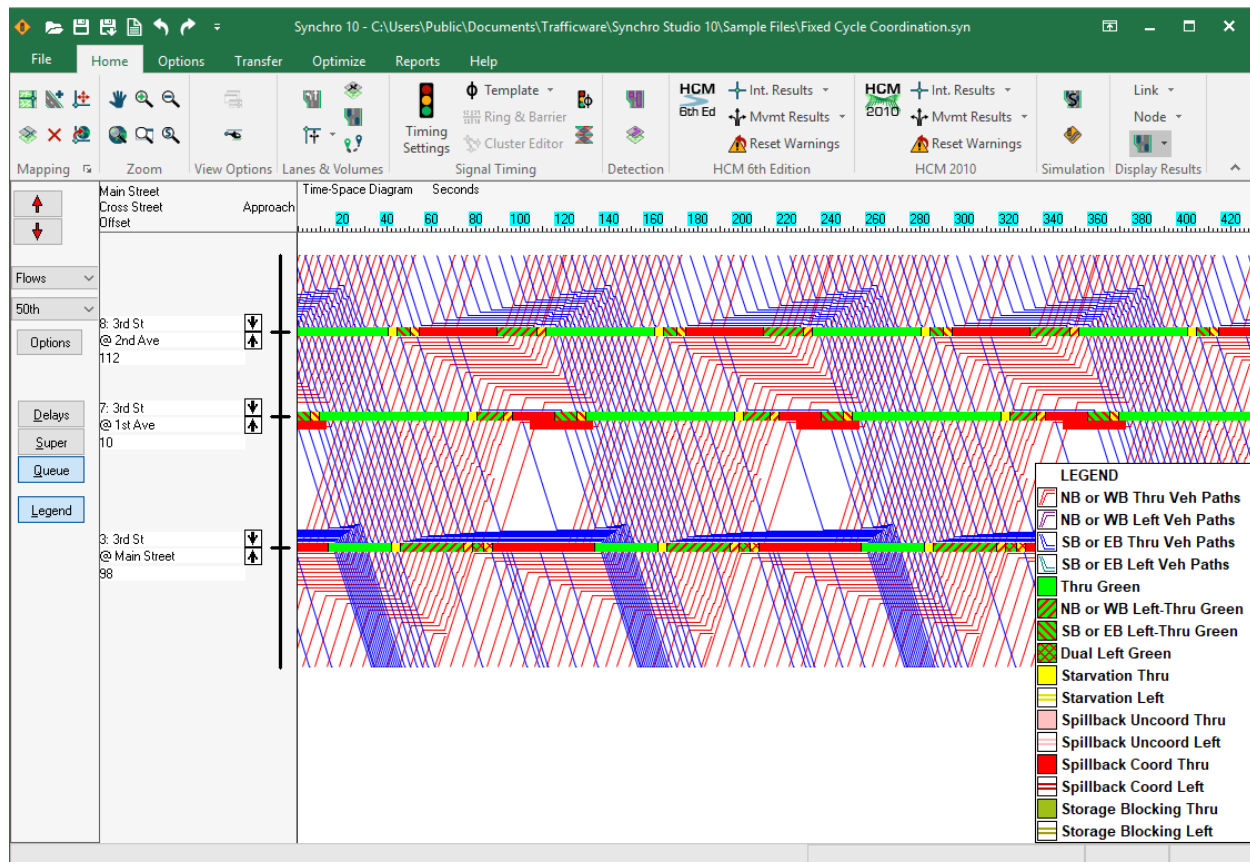 Synchro 10 - C:\Users\Public\Documents\Trafficware\Synchro Studio 10\Sample Files\Fixed Cycle Coordination.syn
File Home Options Transfer Optimize Reports Help
Φ Template
Ring & Barrier
Cluster Editor
Timing
Settings
HCM
6th Ed
Int. Results
Mvmt Results
Reset Warnings
HCM
2010
Int. Results
Mvmt Results
Reset Warnings
Link
Node
Mapping Zoom View Options Lanes & Volumes Signal Timing Detection HCM 6th Edition HCM 2010 Simulation Display Results
Main Street
Cross Street Approach
Offset
Time-Space Diagram Seconds
20 40 60 80 100 120 140 160 180 200 220 240 260 280 300 320 340 360 380 400 420
Flows
50th
Options
Delays
Super
Queue
Legend
8: 3rd St
@ 2nd Ave
112
7: 3rd St
@ 1st Ave
10
3: 3rd St
@ Main Street
98
LEGEND
NB or WB Thru Veh Paths
NB or WB Left Veh Paths
SB or EB Thru Veh Paths
SB or EB Left Veh Paths
Thru Green
NB or WB Left-Thru Green
SB or EB Left-Thru Green
Dual Left Green
Starvation Thru
Starvation Left
Spillback Uncoord Thru
Spillback Uncoord Left
Spillback Coord Thru
Spillback Coord Left
Storage Blocking Thru
Storage Blocking Left